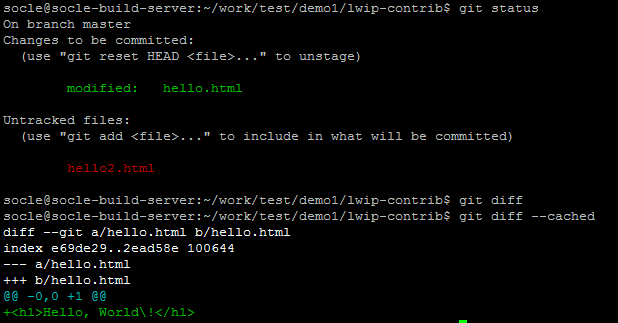 socle@socle-build-server:~/work/test/demo1/lwip-contrib$ git status
On branch master
Changes to be committed:
  (use "git reset HEAD <file>..." to unstage)
        modified:   hello.html
Untracked files:
  (use "git add <file>..." to include in what will be committed)
        hello2.html
socle@socle-build-server:~/work/test/demo1/lwip-contrib$ git diff
socle@socle-build-server:~/work/test/demo1/lwip-contrib$ git diff --cached
diff --git a/hello.html b/hello.html
index e69de29..2ead58e 100644
--- a/hello.html
+++ b/hello.html
@@ -0,0 +1 @@
+<h1>Hello, World\!</h1>